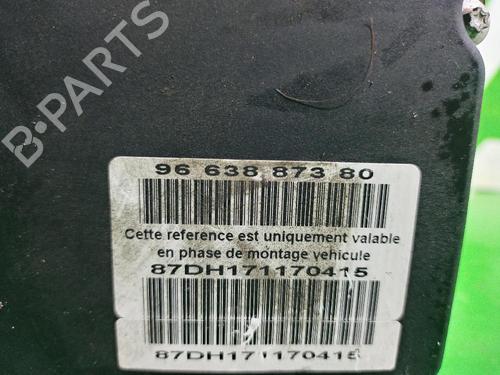 B-PARTS
96 638 873 80
Cette reference est uniquement valable
en phase de montage vehicule
87DH171170415
87DH171170415